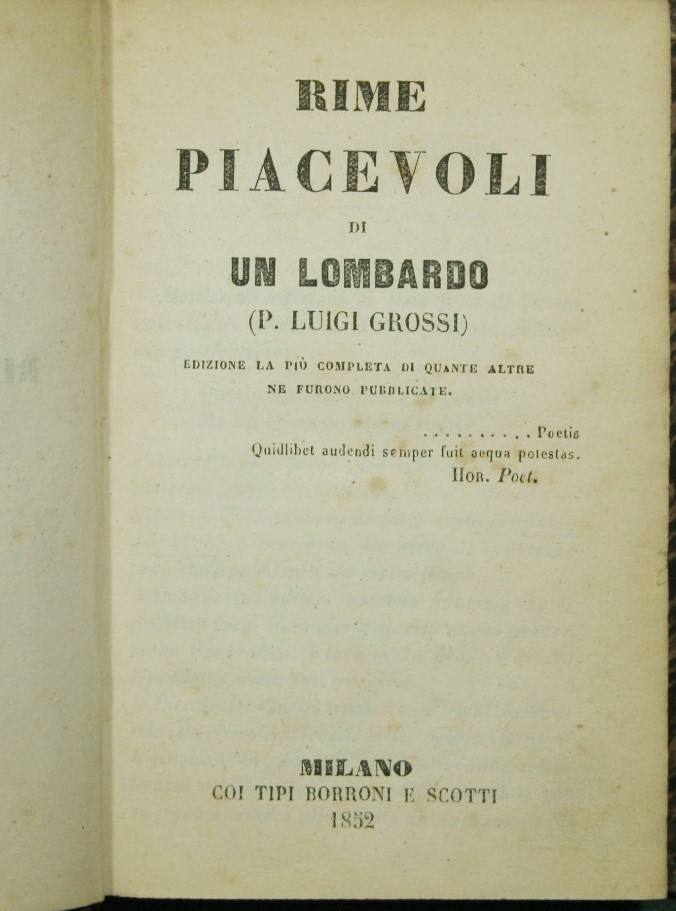 RIME
PIACEVOLI
DI
UN LOMBARDO
(P. LUIGI GROSSI)
EDIZIONE LA PIÙ COMPLETA DI QUANTE ALTRE
NE FURONO PUBBLICATE.
. . . . . . . . . . Poetis
Quidlibet audendi semper fuit aequa potestas.
HOR. Poet.
MILANO
COI TIPI BORRONI E SCOTTI
1852